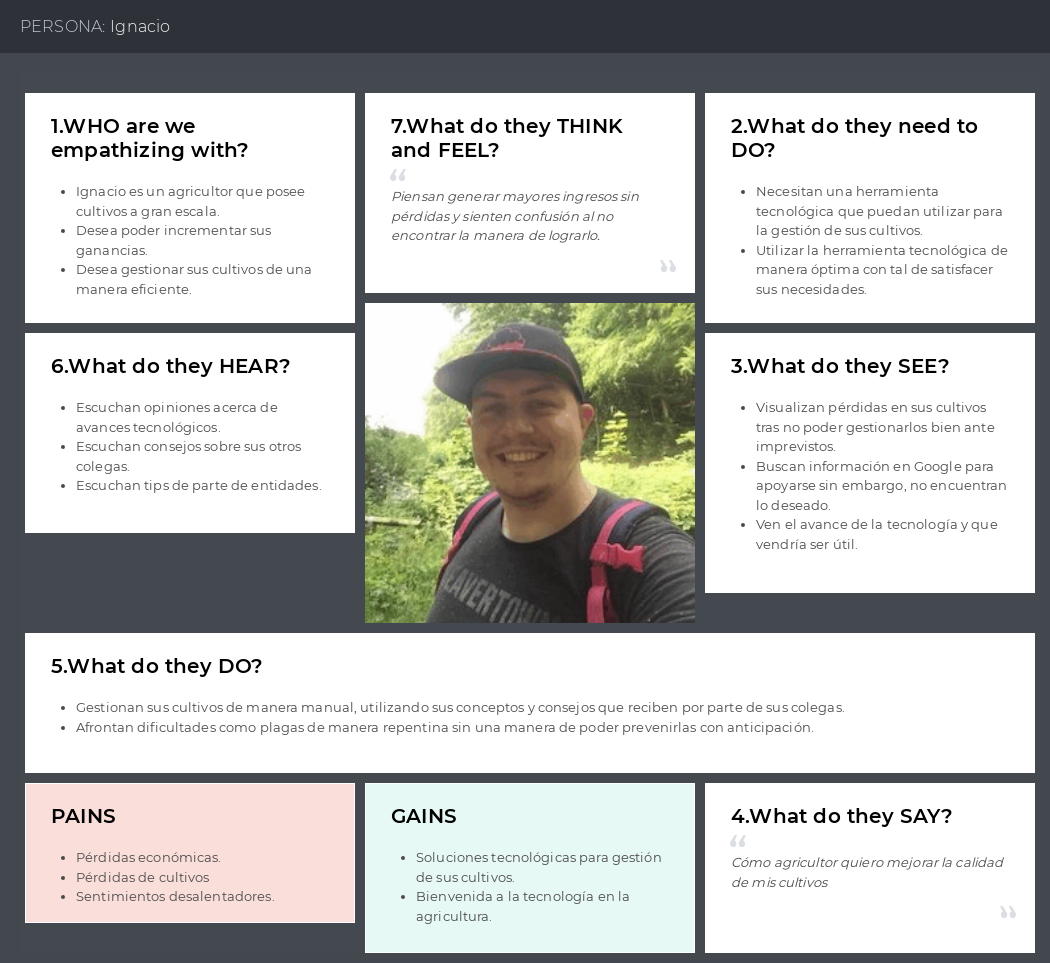 PERSONA: Ignacio
1.WHO are we
empathizing with?
Ignacio es un agricultor que posee
cultivos a gran escala.
Desea poder incrementar sus
ganancias.
Desea gestionar sus cultivos de una
manera eficiente.
7.What do they THINK
and FEEL?
“
Piensan generar mayores ingresos sin
pérdidas y sienten confusión al no
encontrar la manera de lograrlo.
”
2.What do they need to
DO?
Necesitan una herramienta
tecnológica que puedan utilizar para
la gestión de sus cultivos.
Utilizar la herramienta tecnológica de
manera óptima con tal de satisfacer
sus necesidades.
6.What do they HEAR?
Escuchan opiniones acerca de
avances tecnológicos.
Escuchan consejos sobre sus otros
colegas.
Escuchan tips de parte de entidades.
3.What do they SEE?
Visualizan pérdidas en sus cultivos
tras no poder gestionarlos bien ante
imprevistos.
Buscan información en Google para
apoyarse sin embargo, no encuentran
lo deseado.
Ven el avance de la tecnología y que
vendría ser útil.
5.What do they DO?
Gestionan sus cultivos de manera manual, utilizando sus conceptos y consejos que reciben por parte de sus colegas.
Afrontan dificultades como plagas de manera repentina sin una manera de poder prevenirlas con anticipación.
PAINS
Pérdidas económicas.
Pérdidas de cultivos
Sentimientos desalentadores.
GAINS
Soluciones tecnológicas para gestión
de sus cultivos.
Bienvenida a la tecnología en la
agricultura.
4.What do they SAY?
“
Cómo agricultor quiero mejorar la calidad
de mis cultivos
”